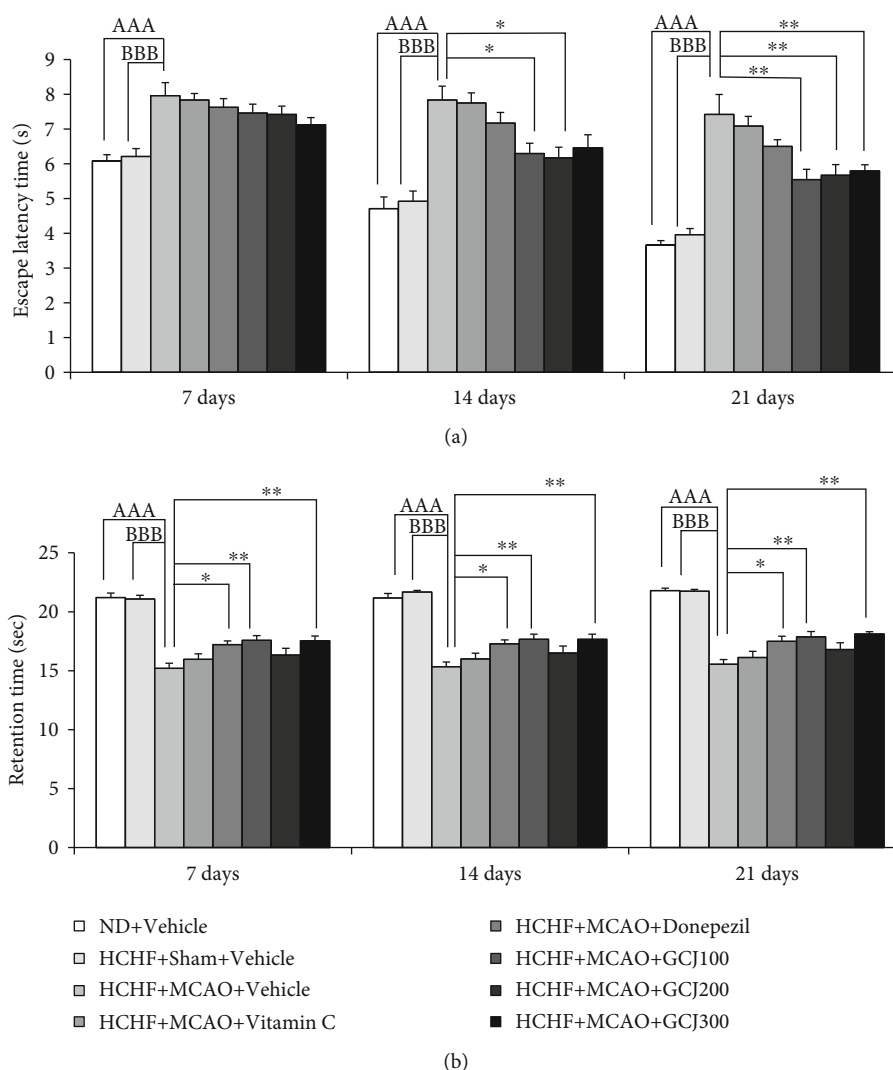 AAA
BBB
AAA
BBB
*
*
AAA
BBB
**
**
**
9
8
7
6
5
4
3
2
1
0
Escape latency time (s)
7 days
14 days
21 days
(a)
AAA
BBB
**
**
*
AAA
BBB
**
**
*
AAA
BBB
**
**
*
25
20
15
10
5
0
Retention time (sec)
7 days
14 days
21 days
ND+Vehicle
HCHF+Sham+Vehicle
HCHF+MCAO+Vehicle
HCHF+MCAO+Vitamin C
HCHF+MCAO+Donepezil
HCHF+MCAO+GCJ100
HCHF+MCAO+GCJ200
HCHF+MCAO+GCJ300
(b)